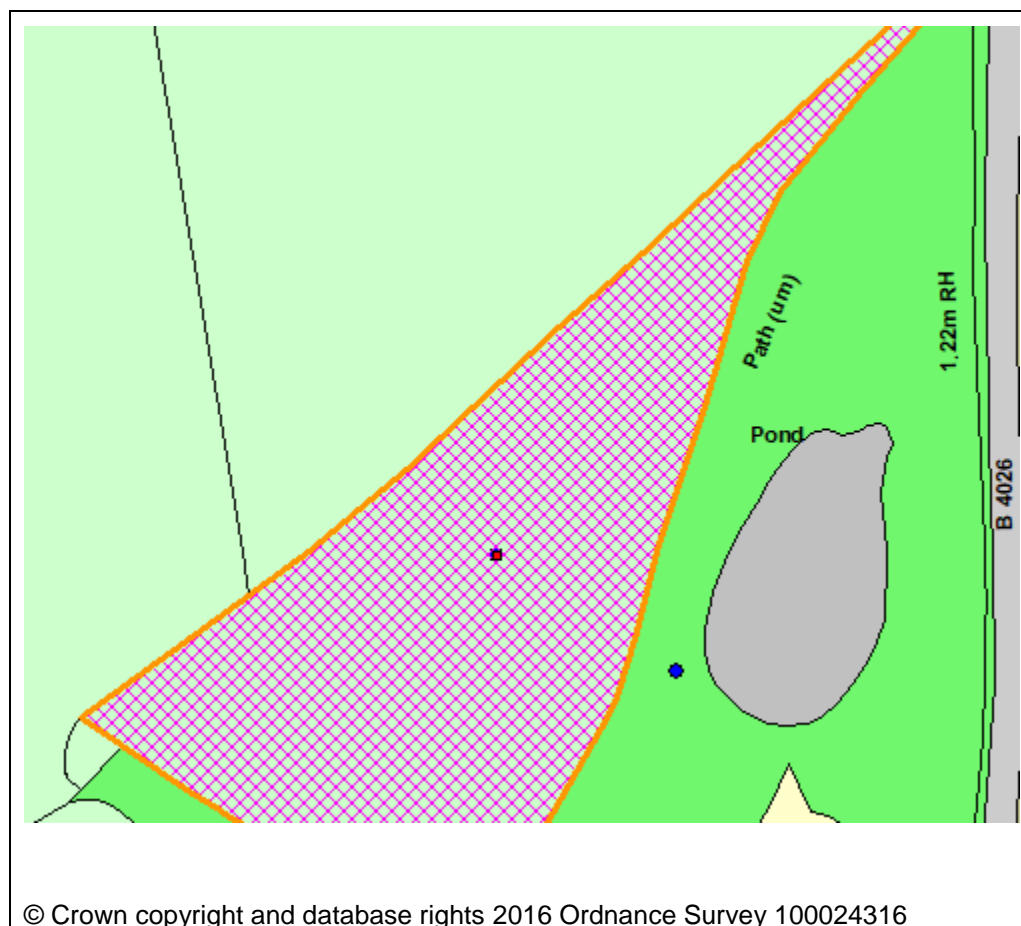 Path (um)
1.22m RH
Pond
B 4026
© Crown copyright and database rights 2016 Ordnance Survey 100024316